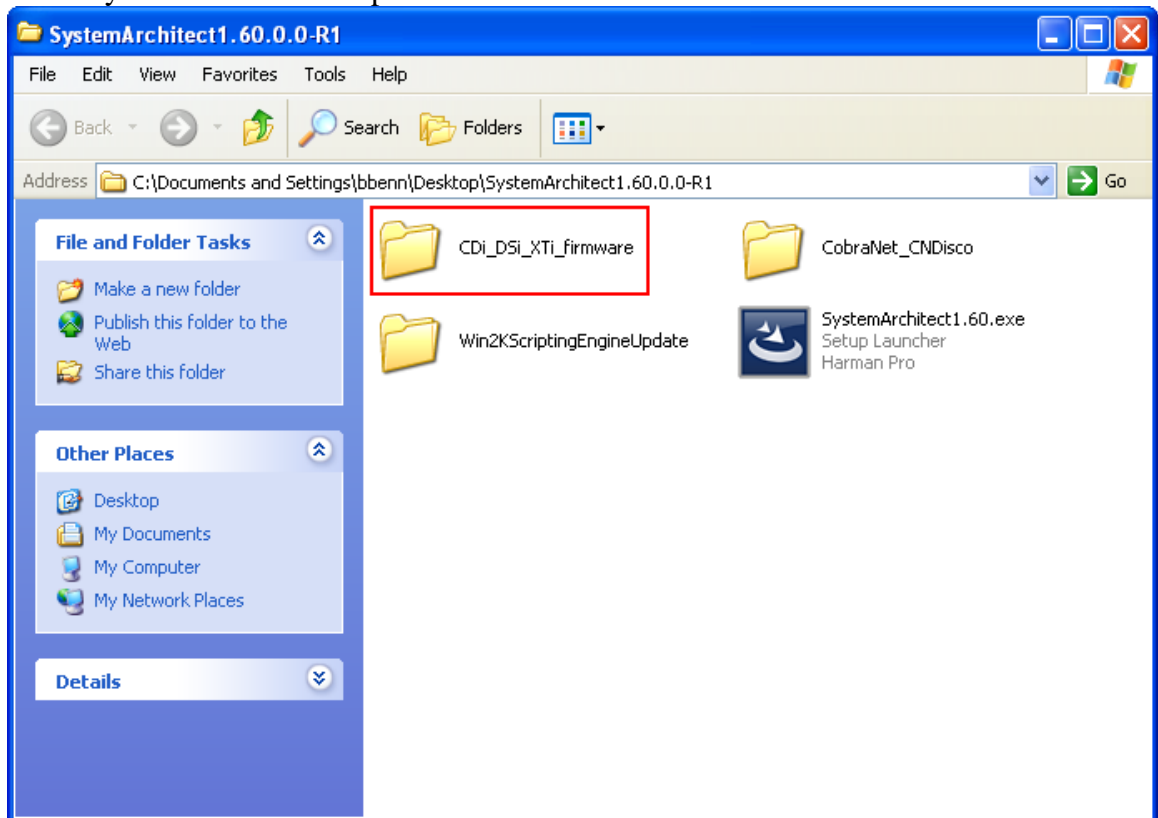 SystemArchitect1.60.0.0-R1
File Edit View Favorites Tools Help
Back Search Folders
Address C:\Documents and Settings\bbenn\Desktop\SystemArchitect1.60.0.0-R1 Go
File and Folder Tasks
Make a new folder
Publish this folder to the
Web
Share this folder
Other Places
Desktop
My Documents
My Computer
My Network Places
Details
CDi_DSi_XTi_firmware
CobraNet_CNDisco
Win2KScriptingEngineUpdate
SystemArchitect1.60.exe
Setup Launcher
Harman Pro